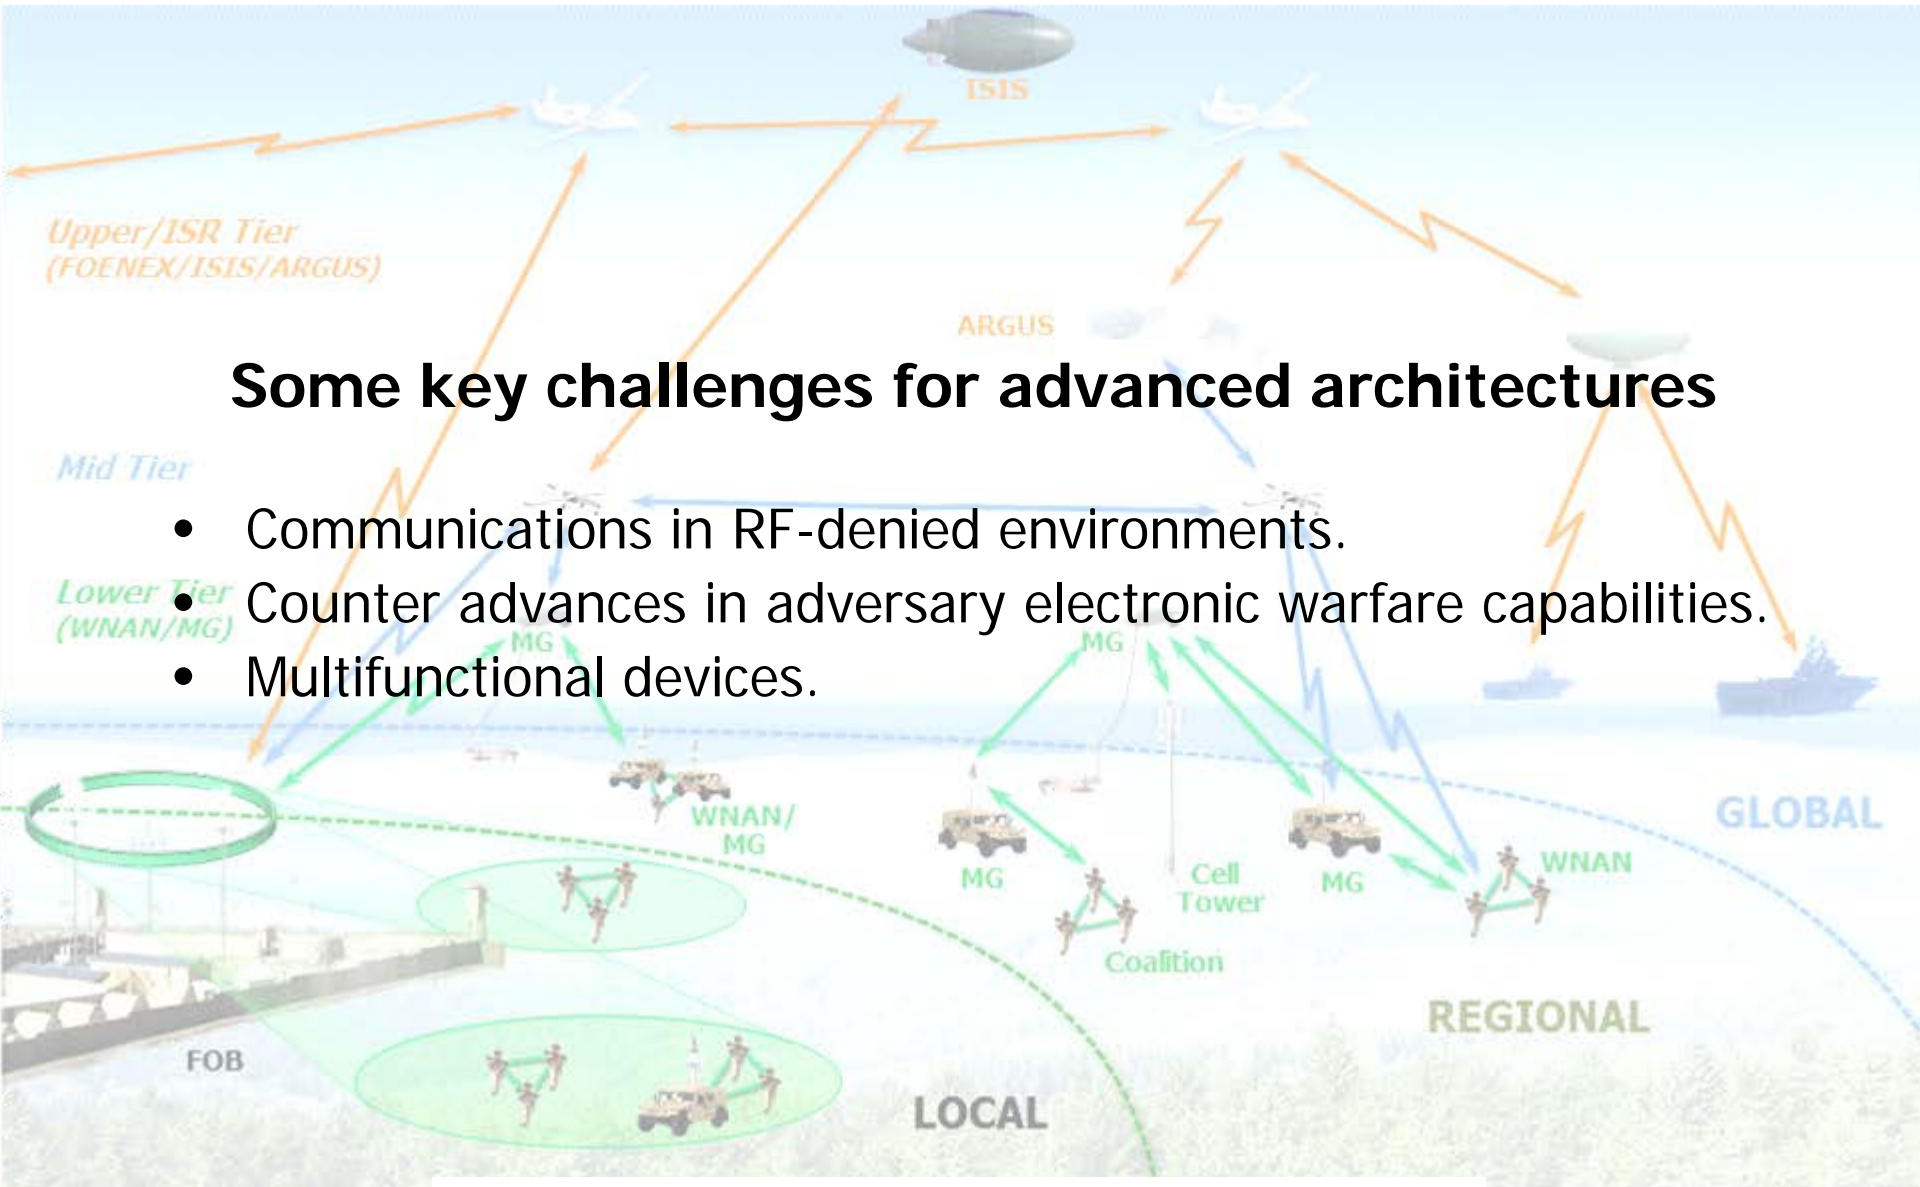 ISIS
Upper/ISR Tier
(FOENEX/ISIS/ARGUS)
ARGUS
Some key challenges for advanced architectures
Mid Tier
• Communications in RF-denied environments.
Lower Tier
(WNAN/MG)
• Counter advances in adversary electronic warfare capabilities.
MG
MG
• Multifunctional devices.
WNAN/
MG
GLOBAL
MG
Cell
Tower
MG
WNAN
Coalition
REGIONAL
FOB
LOCAL